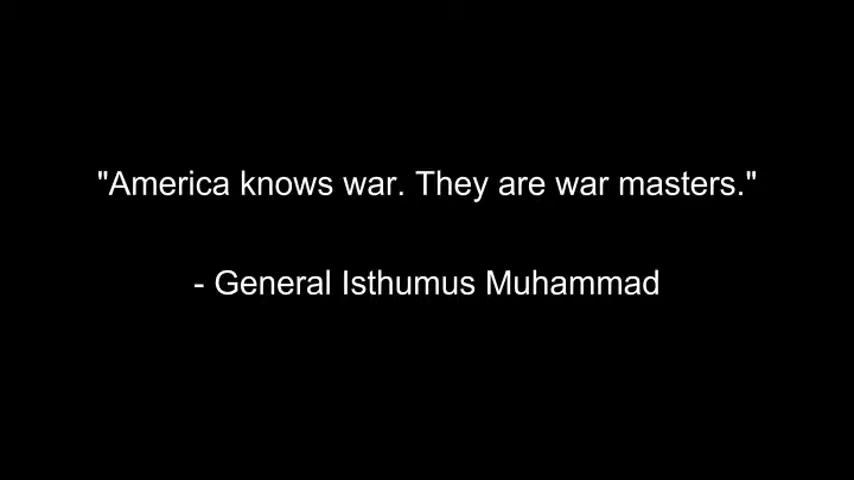 "America knows war. They are war masters."
- General Isthumus Muhammad